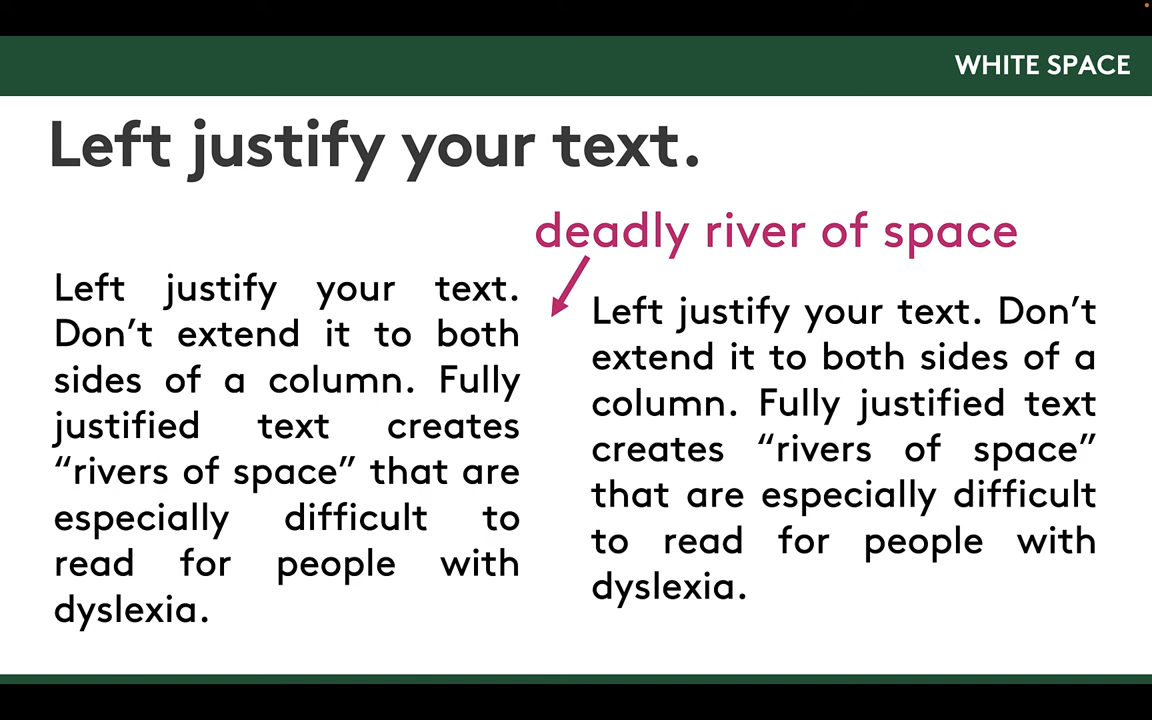 WHITE SPACE
Left justify your text.
deadly river of space
Left justify your text.
Don’t extend it to both
sides of a column. Fully
justified text creates
“rivers of space” that are
especially difficult to
read for people with
dyslexia.
Left justify your text. Don’t
extend it to both sides of a
column. Fully justified text
creates “rivers of space”
that are especially difficult
to read for people with
dyslexia.